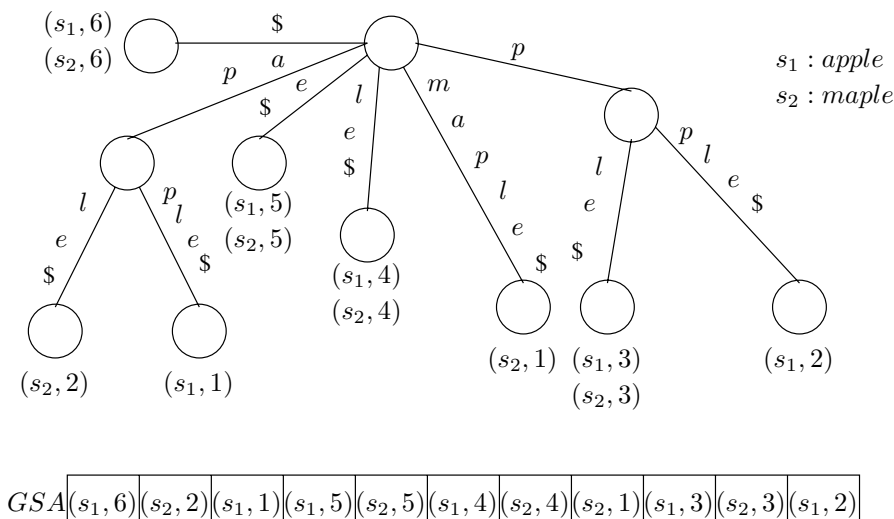 (s₁, 6) $
(s₂, 6)
s₁ : apple
s₂ : maple
a
p
e
$
l
e
$
m
a
p
l
e
$
p
l
e
$
p
l
e
$
l
e
$
p
l
e
$
(s₁, 5)
(s₂, 5)
(s₁, 4)
(s₂, 4)
(s₂, 2)
(s₁, 1)
(s₂, 1)
(s₁, 3)
(s₂, 3)
(s₁, 2)
GSA (s₁, 6) (s₂, 2) (s₁, 1) (s₁, 5) (s₂, 5) (s₁, 4) (s₂, 4) (s₂, 1) (s₁, 3) (s₂, 3) (s₁, 2)